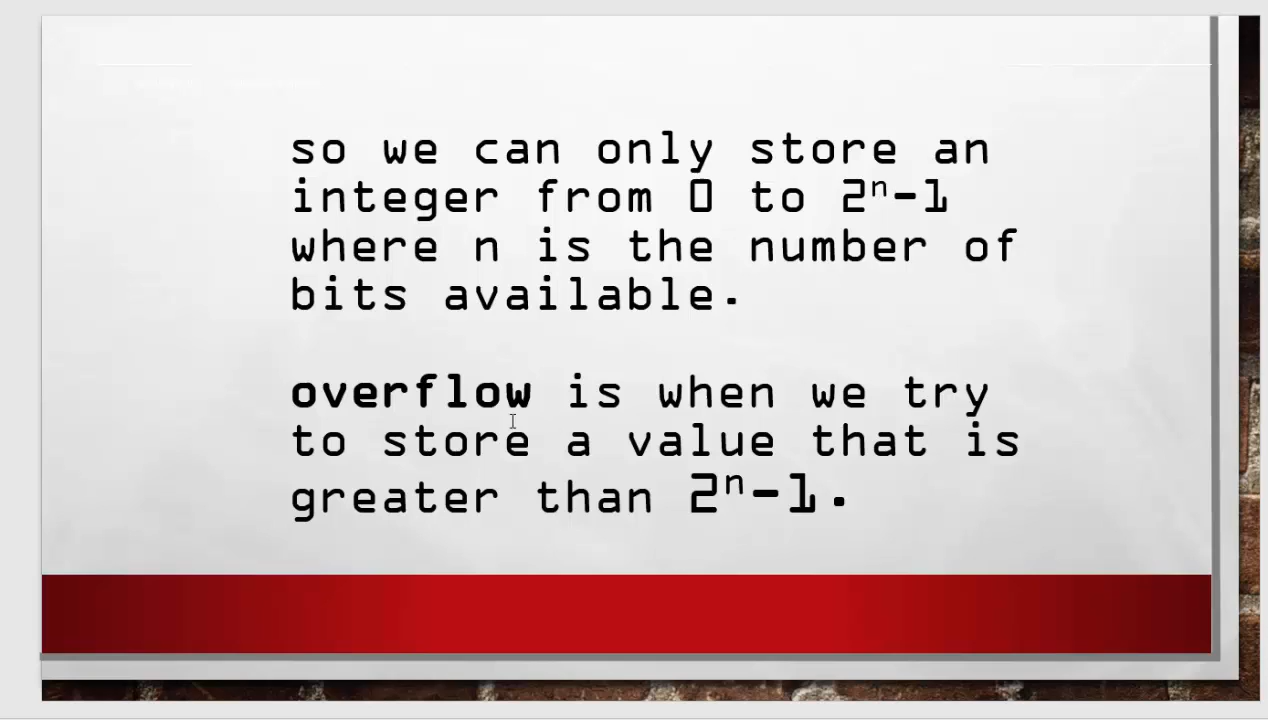 so we can only store an
integer from 0 to 2ⁿ-1
where n is the number of
bits available.
overflow is when we try
to store a value that is
greater than 2ⁿ-1.